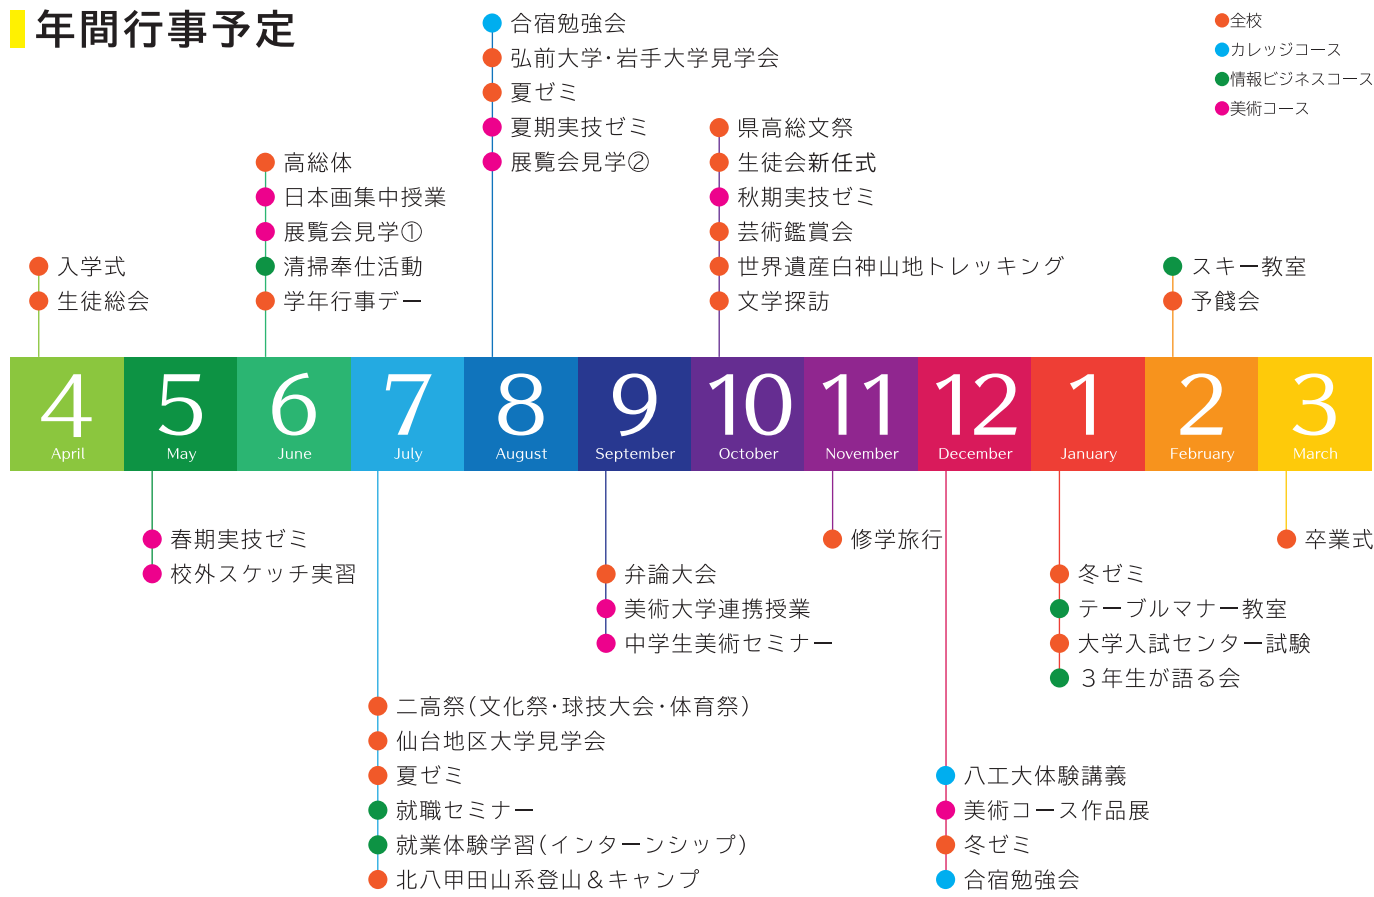 年間行事予定
全校
カレッジコース
情報ビジネスコース
美術コース
入学式
生徒総会
高総体
日本画集中授業
展覧会見学①
清掃奉仕活動
学年行事デー
合宿勉強会
弘前大学・岩手大学見学会
夏ゼミ
夏期実技ゼミ
展覧会見学②
県高総文祭
生徒会新任式
秋期実技ゼミ
芸術鑑賞会
世界遺産白神山地トレッキング
文学探訪
スキー教室
予餞会
4 April
5 May
6 June
7 July
8 August
9 September
10 October
11 November
12 December
1 January
2 February
3 March
春期実技ゼミ
校外スケッチ実習
二高祭（文化祭・球技大会・体育祭）
仙台地区大学見学会
夏ゼミ
就職セミナー
就業体験学習（インターンシップ）
北八甲田山系登山＆キャンプ
弁論大会
美術大学連携授業
中学生美術セミナー
修学旅行
八工大体験講義
美術コース作品展
冬ゼミ
合宿勉強会
冬ゼミ
テーブルマナー教室
大学入試センター試験
３年生が語る会
卒業式